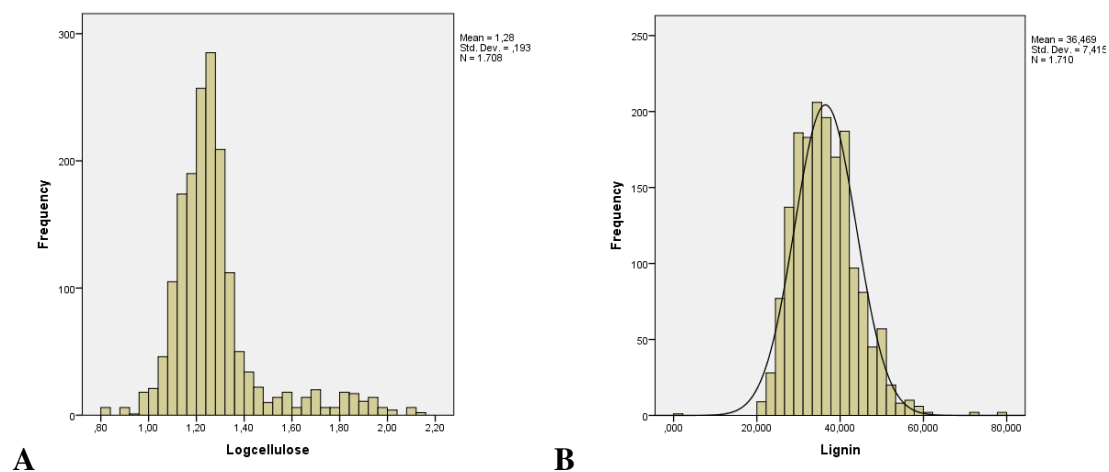 Mean = 1,28
Std. Dev. = ,193
N = 1.708
300
200
100
0
Frequency
,80
1,00
1,20
1,40
1,60
1,80
2,00
2,20
Logcellulose
A
Mean = 36,469
Std. Dev. = 7,415
N = 1.710
250
200
150
100
50
0
Frequency
,000
20,000
40,000
60,000
80,000
Lignin
B